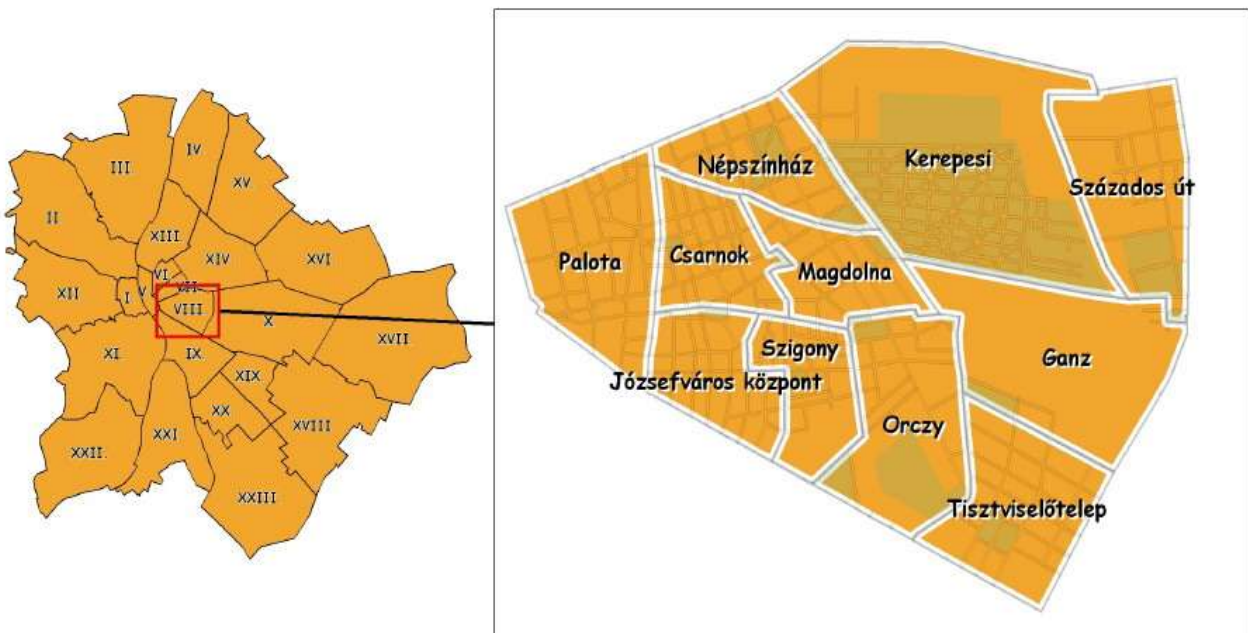 III.
IV
XV
II
XIII.
XIV
XVI
VI.
XII
I
V
VII.
VIII
X
XVII
XI.
IX.
XIX
XX
XVIII
XXI
XXII.
XXIII
Népszínház
Kerepesi
Százados út
Palota
Csarnok
Magdolna
Szigony
Ganz
Józsefváros központ
Orczy
Tisztviselőtelep